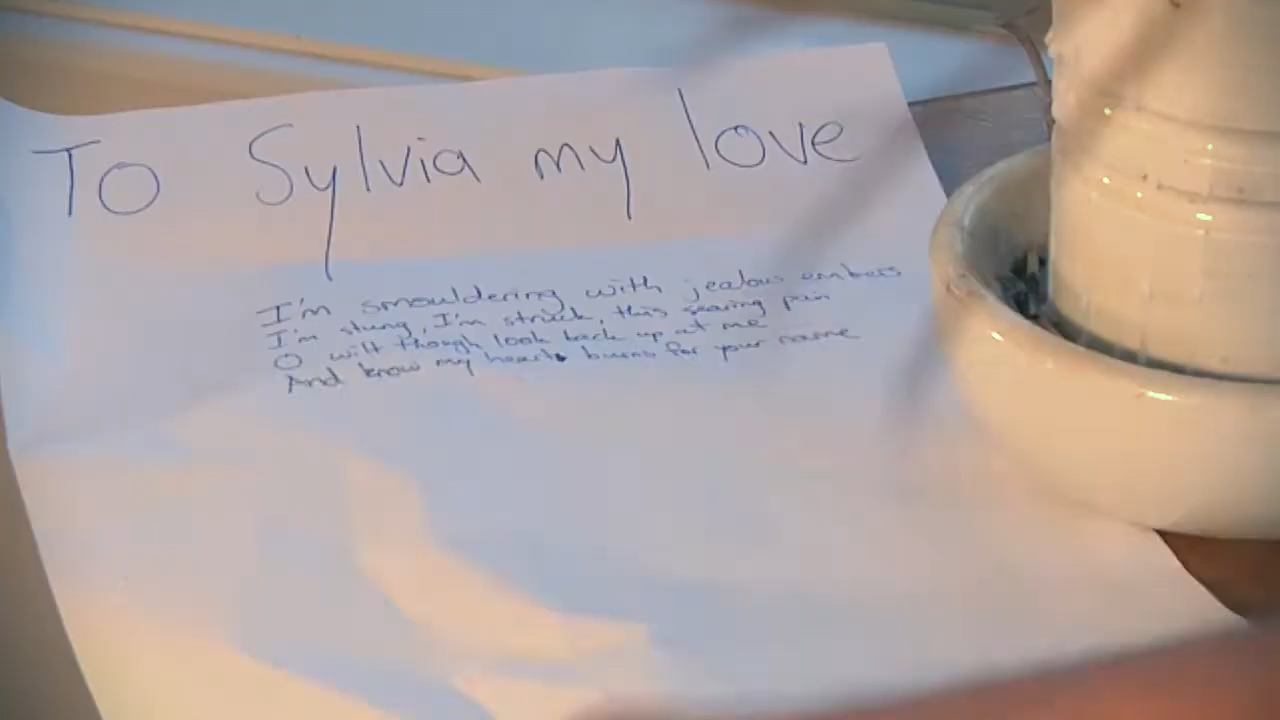 To Sylvia my love
I'm smouldering with jealous embers
I'm stung, I'm struck, this searing pain
O wilt though look back up at me
And know my heart burns for your name